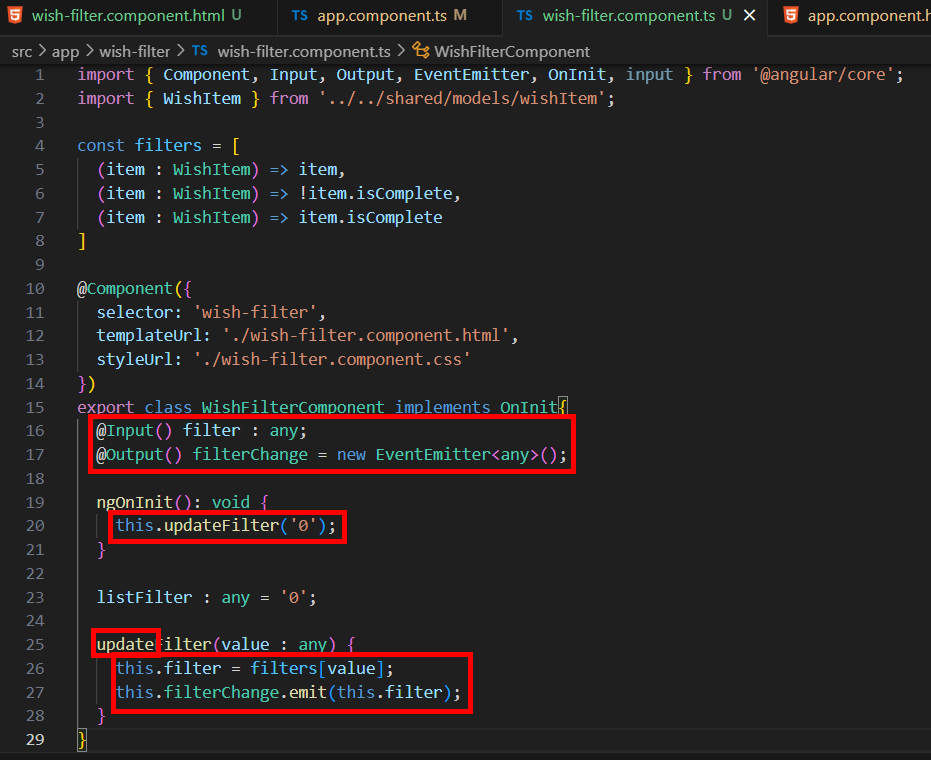 wish-filter.component.html U TS app.component.ts M TS wish-filter.component.ts U app.component.h
src > app > wish-filter > TS wish-filter.component.ts > WishFilterComponent
1 import { Component, Input, Output, EventEmitter, OnInit, input } from '@angular/core';
2 import { WishItem } from '../../shared/models/wishItem';
3
4 const filters = [
5 (item : WishItem) => item,
6 (item : WishItem) => !item.isComplete,
7 (item : WishItem) => item.isComplete
8 ]
9
10 @Component({
11 selector: 'wish-filter',
12 templateUrl: './wish-filter.component.html',
13 styleUrl: './wish-filter.component.css'
14 })
15 export class WishFilterComponent implements OnInit{
16 @Input() filter : any;
17 @Output() filterChange = new EventEmitter<any>();
18
19 ngOnInit(): void {
20 this.updateFilter('0');
21 }
22
23 listFilter : any = '0';
24
25 updateFilter(value : any) {
26 this.filter = filters[value];
27 this.filterChange.emit(this.filter);
28 }
29 }